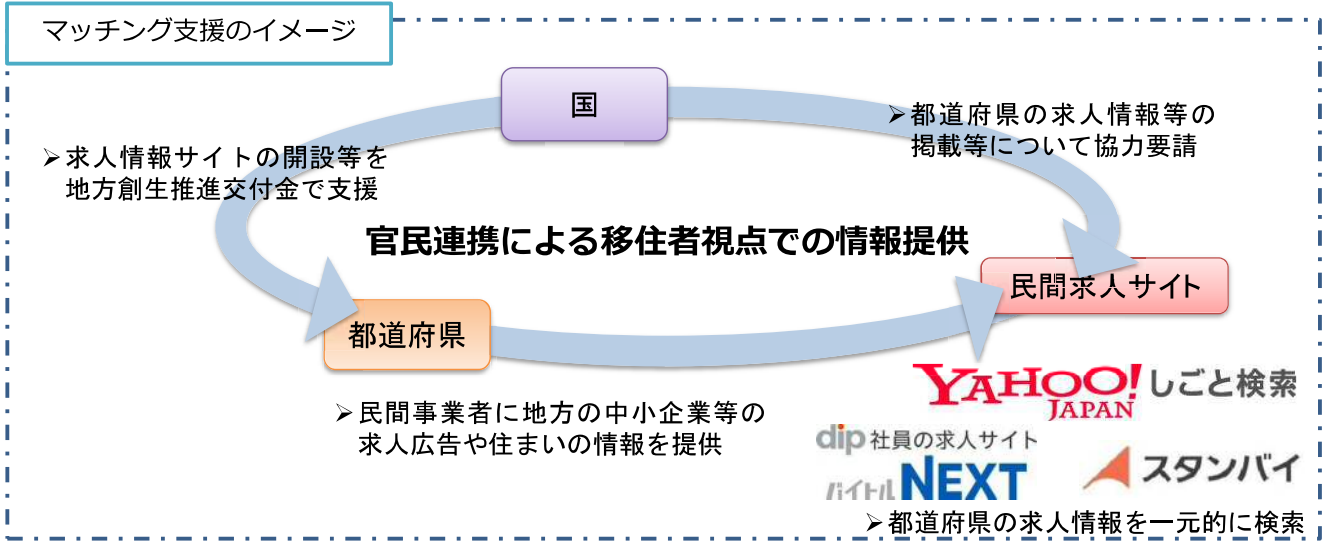 マッチング支援のイメージ
国
➢都道府県の求人情報等の
掲載等について協力要請
➢求人情報サイトの開設等を
地方創生推進交付金で支援
官民連携による移住者視点での情報提供
民間求人サイト
都道府県
➢民間事業者に地方の中小企業等の
求人広告や住まいの情報を提供
YAHOO! しごと検索
JAPAN
dip 社員の求人サイト
バイトル NEXT
スタンバイ
➢都道府県の求人情報を一元的に検索